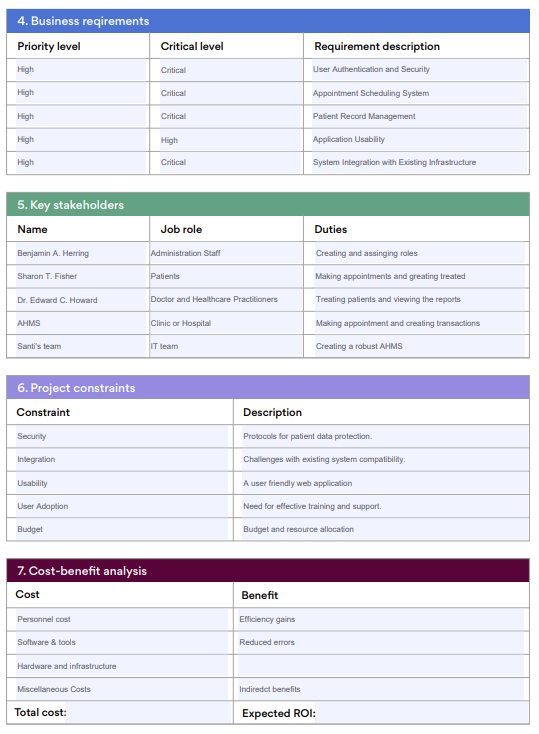 4. Business reqirements
Priority level Critical level Requirement description
High Critical User Authentication and Security
High Critical Appointment Scheduling System
High Critical Patient Record Management
High High Application Usability
High Critical System Integration with Existing Infrastructure
5. Key stakeholders
Name Job role Duties
Benjamin A. Herring Administration Staff Creating and assinging roles
Sharon T. Fisher Patients Making appointments and greating treated
Dr. Edward C. Howard Doctor and Healthcare Practitioners Treating patients and viewing the reports
AHMS Clinic or Hospital Making appointment and creating transactions
Santi's team IT team Creating a robust AHMS
6. Project constraints
Constraint Description
Security Protocols for patient data protection.
Integration Challenges with existing system compatibility.
Usability A user friendly web application
User Adoption Need for effective training and support.
Budget Budget and resource allocation
7. Cost-benefit analysis
Cost Benefit
Personnel cost Efficiency gains
Software & tools Reduced errors
Hardware and infrastructure
Miscellaneous Costs Indiredct benefits
Total cost: Expected ROI: